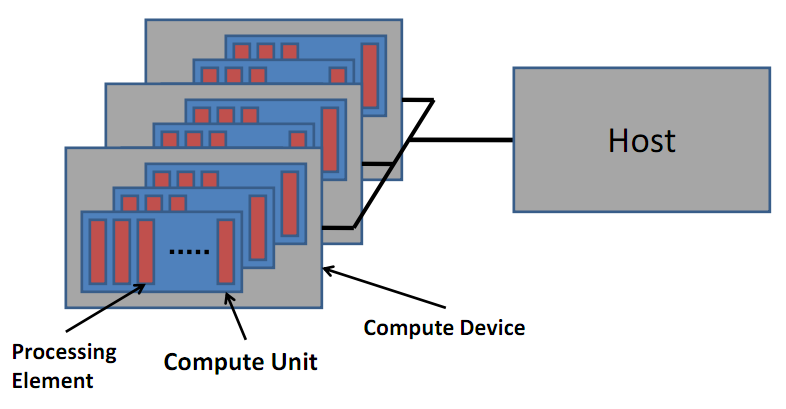 Host
Compute Device
Processing
Element
Compute Unit